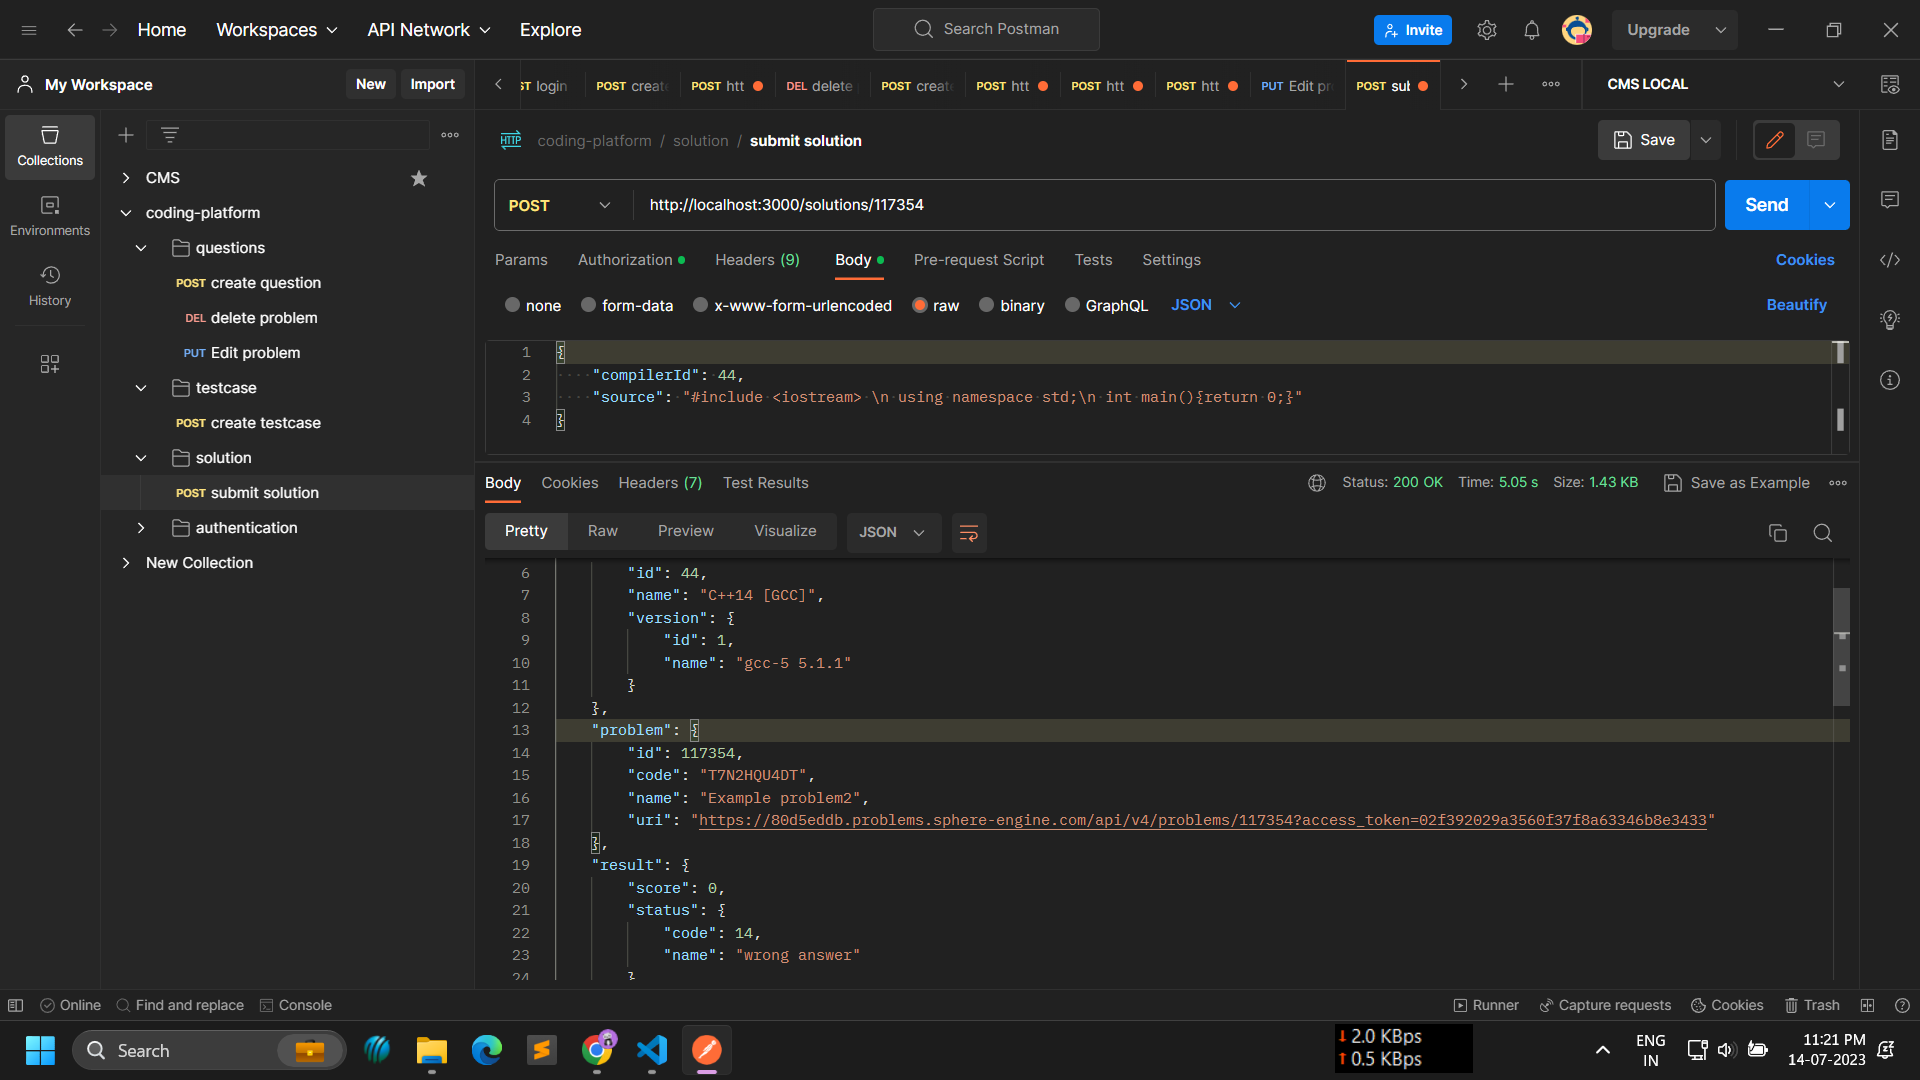 Home
Workspaces
API Network
Explore
Search Postman
Invite
Upgrade
My Workspace
New
Import
ST login
POST create
POST htt
DEL delete
POST create
POST htt
POST htt
POST htt
PUT Edit pr
POST sub
CMS LOCAL
Collections
Environments
History
CMS
coding-platform
questions
POST create question
DEL delete problem
PUT Edit problem
testcase
POST create testcase
solution
POST submit solution
authentication
New Collection
HTTP coding-platform / solution / submit solution
Save
POST
http://localhost:3000/solutions/117354
Send
Params
Authorization
Headers (9)
Body
Pre-request Script
Tests
Settings
Cookies
none
form-data
x-www-form-urlencoded
raw
binary
GraphQL
JSON
Beautify
1 {
2 "compilerId": 44,
3 "source": "#include <iostream> \n using namespace std;\n int main(){return 0;}"
4 }
Body
Cookies
Headers (7)
Test Results
Status: 200 OK
Time: 5.05 s
Size: 1.43 KB
Save as Example
Pretty
Raw
Preview
Visualize
JSON
6 "id": 44,
7 "name": "C++14 [GCC]",
8 "version": {
9 "id": 1,
10 "name": "gcc-5 5.1.1"
11 }
12 },
13 "problem": {
14 "id": 117354,
15 "code": "T7N2HQU4DT",
16 "name": "Example problem2",
17 "uri": "https://80d5eddb.problems.sphere-engine.com/api/v4/problems/117354?access_token=02f392029a3560f37f8a63346b8e3433"
18 },
19 "result": {
20 "score": 0,
21 "status": {
22 "code": 14,
23 "name": "wrong answer"
24 }
Online
Find and replace
Console
Runner
Capture requests
Cookies
Trash
Search
2.0 KBps
0.5 KBps
ENG
IN
11:21 PM
14-07-2023